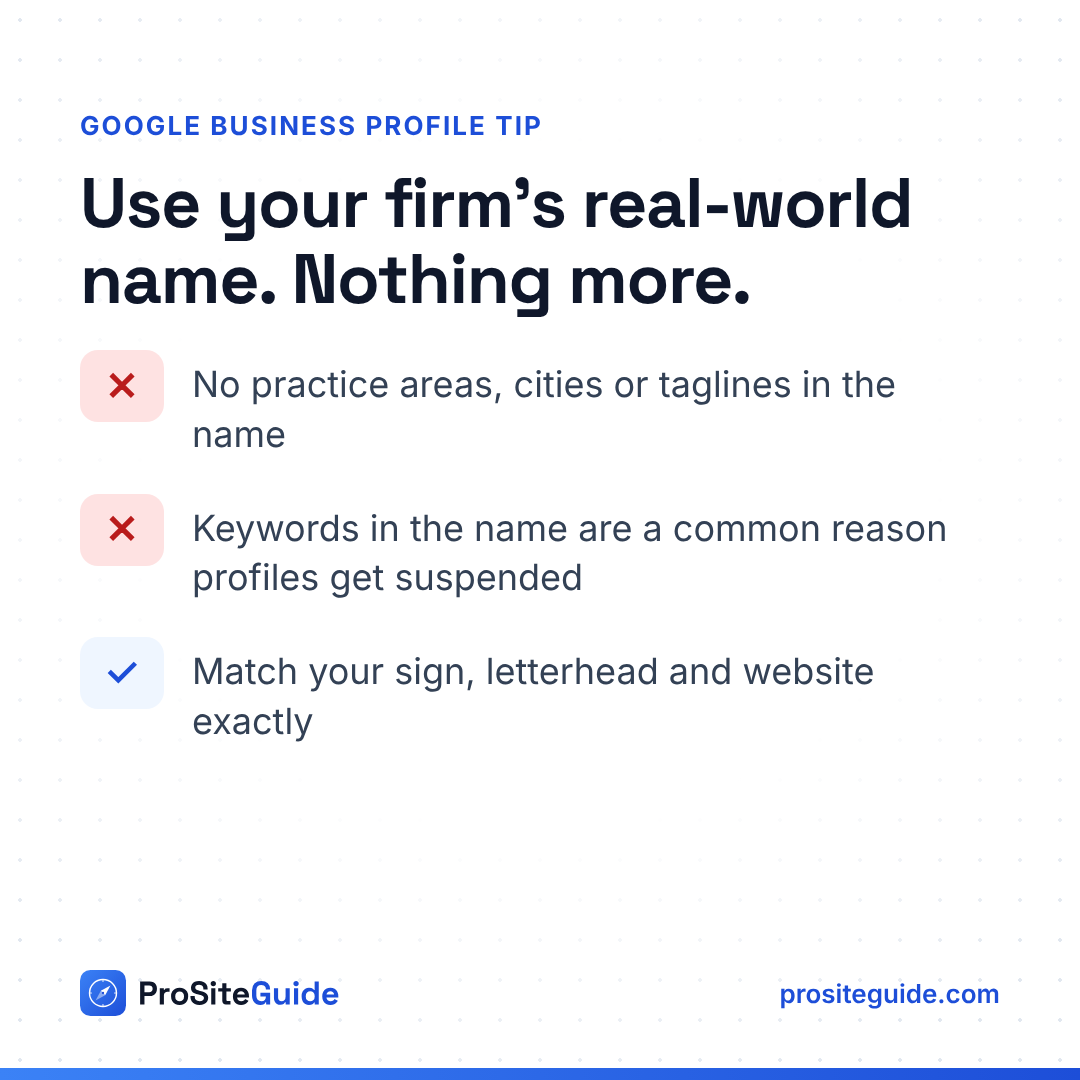 GOOGLE BUSINESS PROFILE TIP
Use your firm’s real-world
name. Nothing more.
No practice areas, cities or taglines in the
name
Keywords in the name are a common reason
profiles get suspended
Match your sign, letterhead and website
exactly
ProSiteGuide
prositeguide.com